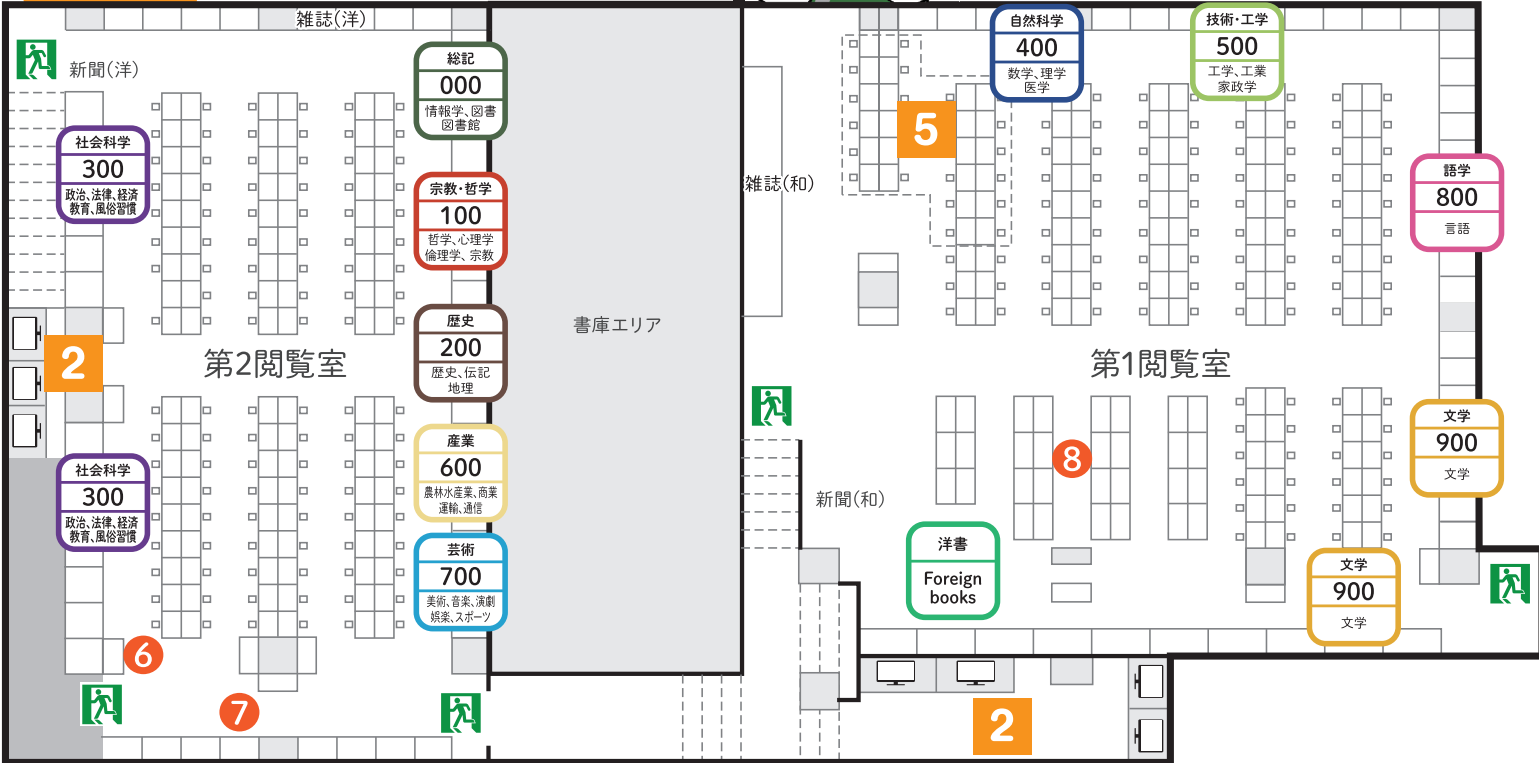 雑誌(洋)
新聞(洋)
総記
000
情報学、図書
図書館
社会科学
300
政治、法律、経済
教育、風俗習慣
宗教・哲学
100
哲学、心理学
倫理学、宗教
歴史
200
歴史、伝記
地理
2
第2閲覧室
産業
600
農林水産業、商業
運輸、通信
社会科学
300
政治、法律、経済
教育、風俗習慣
芸術
700
美術、音楽、演劇
娯楽、スポーツ
6
7
書庫エリア
自然科学
400
数学、理学
医学
技術・工学
500
工学、工業
家政学
5
雑誌(和)
語学
800
言語
第1閲覧室
文学
900
文学
8
新聞(和)
洋書
Foreign
books
文学
900
文学
2